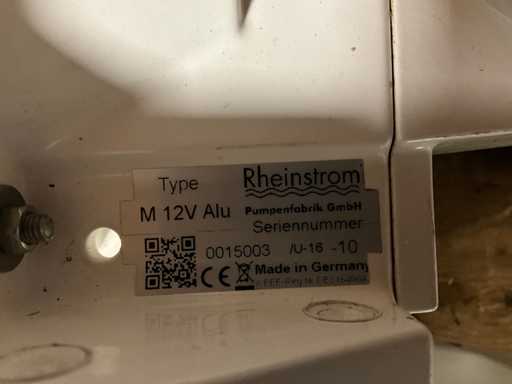 Type Rheinstrom
M 12V Alu Pumpenfabrik GmbH
Seriennummer
0015003 /U-16 -10
CE Made in Germany